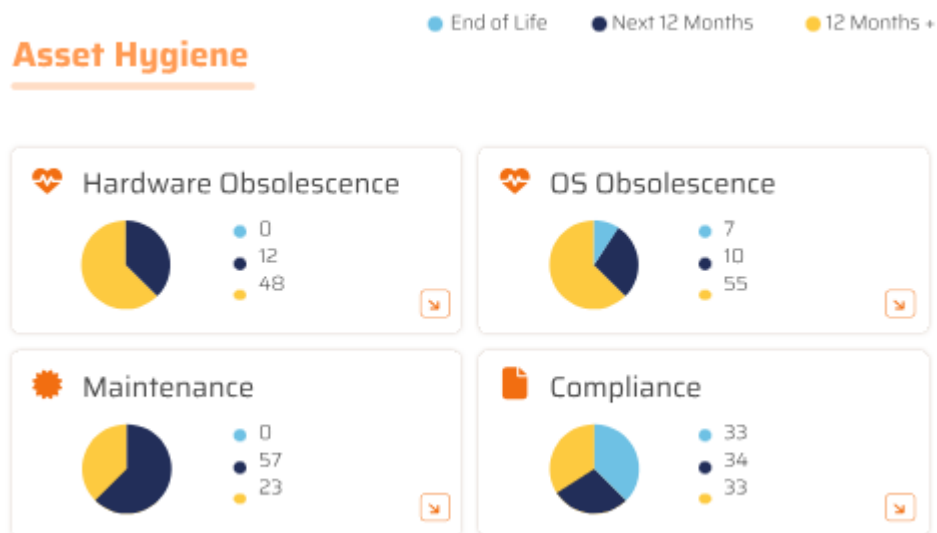 End of Life
Next 12 Months
12 Months +
Asset Hygiene
Hardware Obsolescence
0
12
48
OS Obsolescence
7
10
55
Maintenance
0
57
23
Compliance
33
34
33